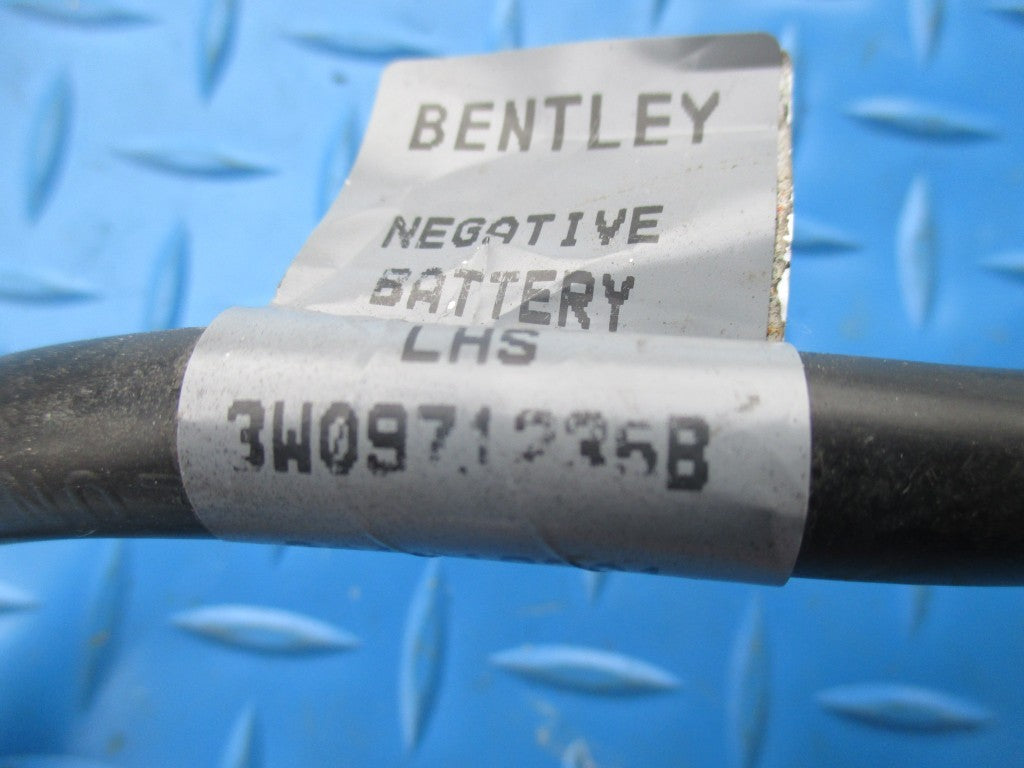 BENTLEY
NEGATIVE
BATTERY
LHS
3W0971235B